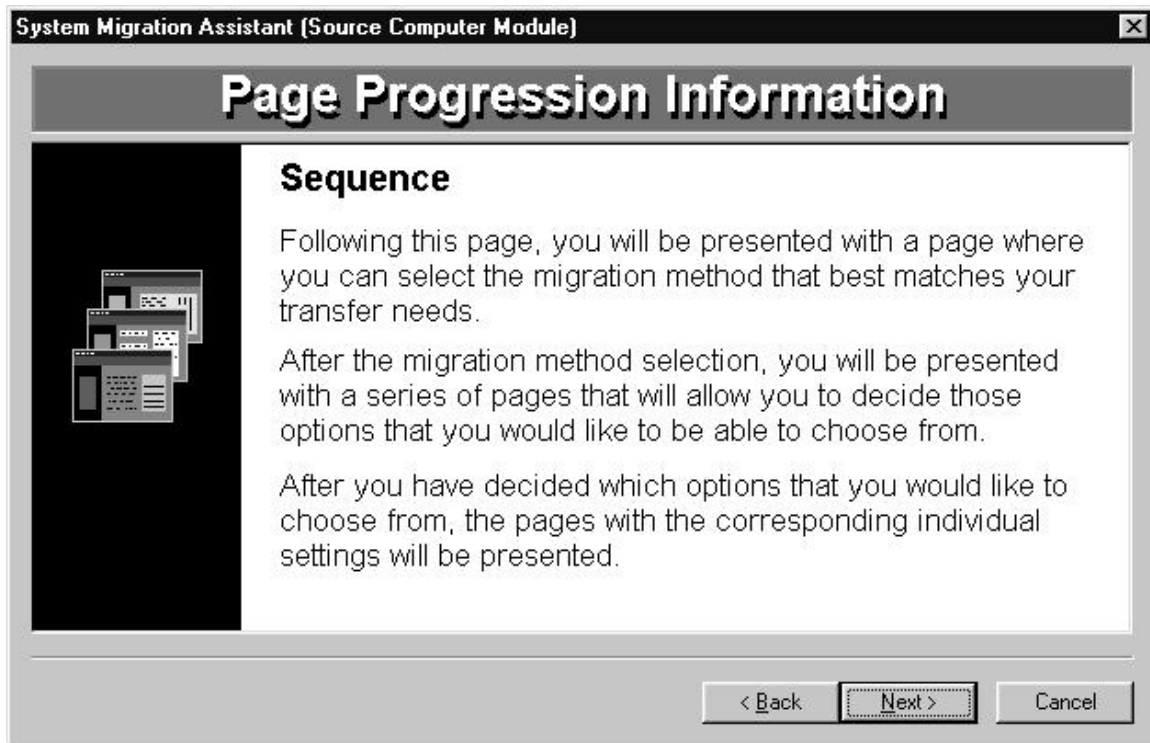 System Migration Assistant (Source Computer Module)
Page Progression Information
Sequence
Following this page, you will be presented with a page where
you can select the migration method that best matches your
transfer needs.
After the migration method selection, you will be presented
with a series of pages that will allow you to decide those
options that you would like to be able to choose from.
After you have decided which options that you would like to
choose from, the pages with the corresponding individual
settings will be presented.
< Back
Next >
Cancel